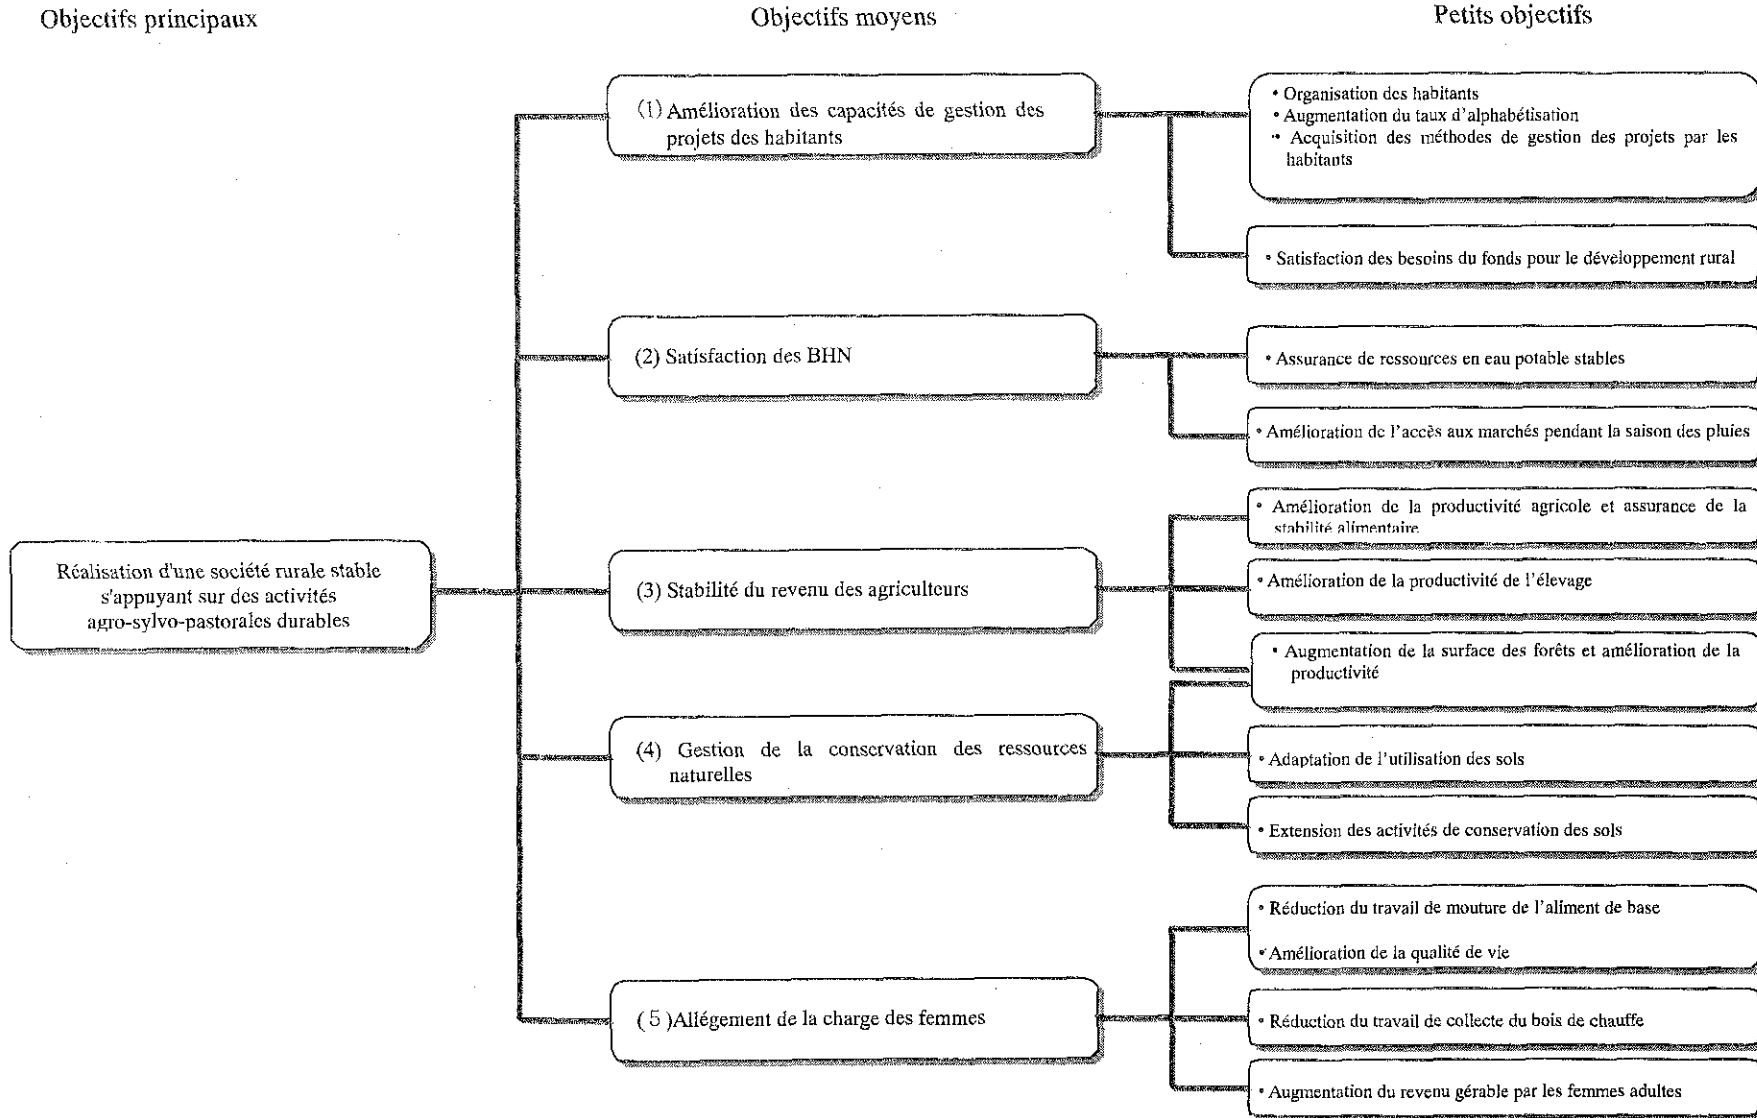 Objectifs principaux
Objectifs moyens
Petits objectifs
Réalisation d'une société rurale stable
s'appuyant sur des activités
agro-sylvo-pastorales durables
(1) Amélioration des capacités de gestion des
projets des habitants
• Organisation des habitants
• Augmentation du taux d'alphabétisation
• Acquisition des méthodes de gestion des projets par les
habitants
• Satisfaction des besoins du fonds pour le développement rural
(2) Satisfaction des BHN
• Assurance de ressources en eau potable stables
• Amélioration de l'accès aux marchés pendant la saison des pluies
(3) Stabilité du revenu des agriculteurs
• Amélioration de la productivité agricole et assurance de la
stabilité alimentaire
• Amélioration de la productivité de l'élevage
• Augmentation de la surface des forêts et amélioration de la
productivité
(4) Gestion de la conservation des ressources
naturelles
• Adaptation de l'utilisation des sols
• Extension des activités de conservation des sols
(5)Allégement de la charge des femmes
• Réduction du travail de mouture de l'aliment de base
• Amélioration de la qualité de vie
• Réduction du travail de collecte du bois de chauffe
• Augmentation du revenu gérable par les femmes adultes